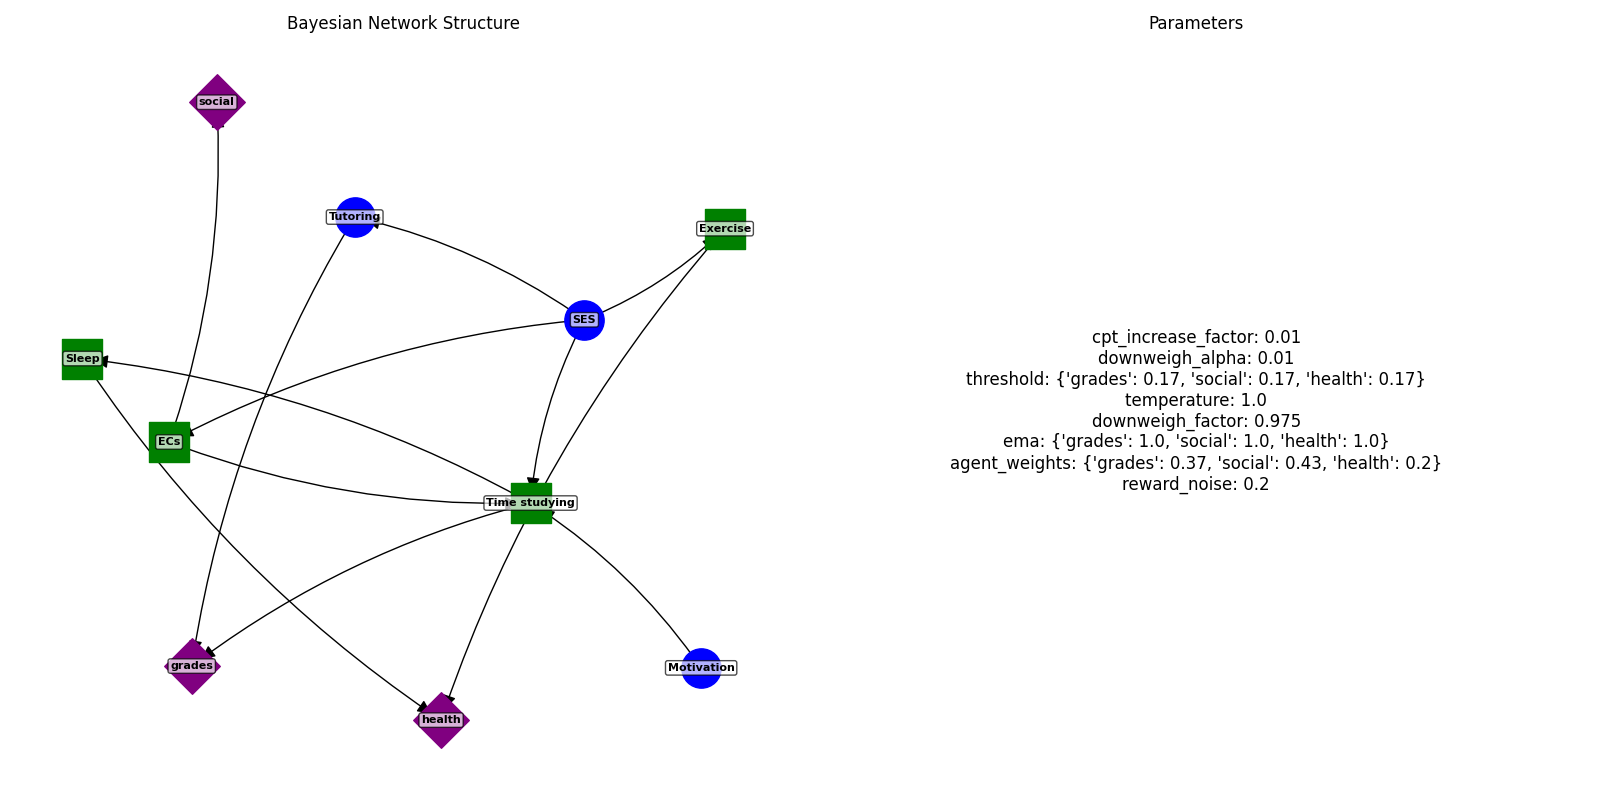 Bayesian Network Structure
Parameters
social
Tutoring
Exercise
SES
Sleep
ECs
Time studying
grades
Motivation
health
cpt_increase_factor: 0.01
downweigh_alpha: 0.01
threshold: {'grades': 0.17, 'social': 0.17, 'health': 0.17}
temperature: 1.0
downweigh_factor: 0.975
ema: {'grades': 1.0, 'social': 1.0, 'health': 1.0}
agent_weights: {'grades': 0.37, 'social': 0.43, 'health': 0.2}
reward_noise: 0.2